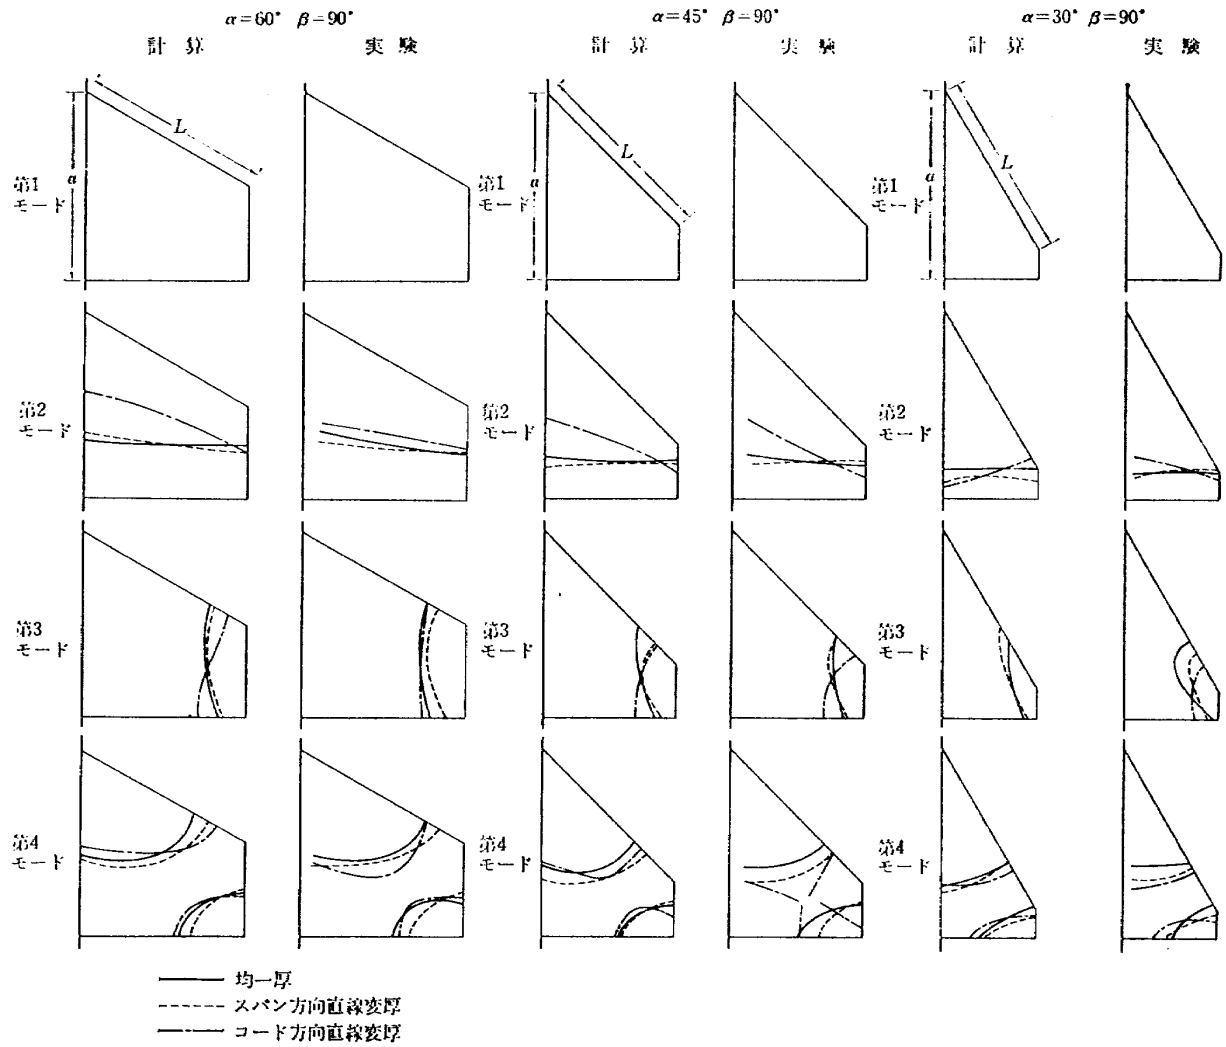 α=60° β=90°
α=45° β=90°
α=30° β=90°
計 算
実 験
計 算
実 験
計 算
実 験
L
a
L
a
L
a
第1
モード
第1
モード
第1
モード
第2
モード
第2
モード
第2
モード
第3
モード
第3
モード
第3
モード
第4
モード
第4
モード
第4
モード
均一厚
スパン方向直線変厚
コード方向直線変厚